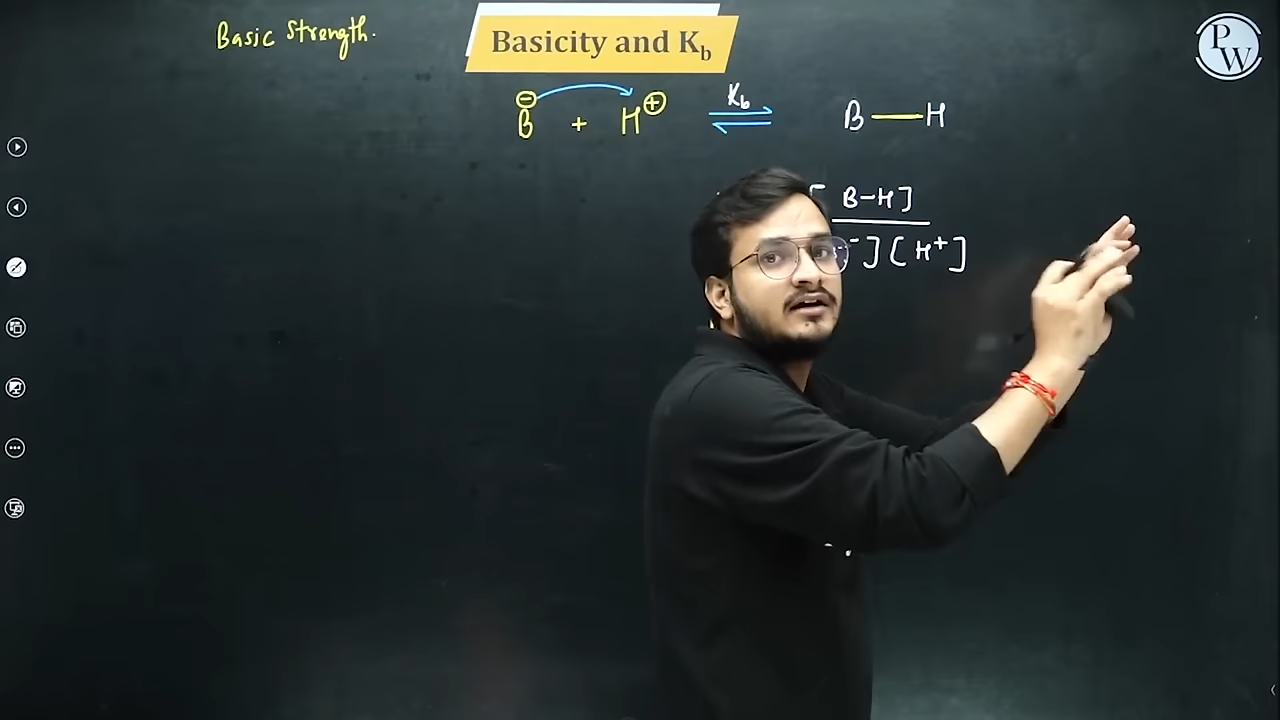 Basic Strength.
Basicity and K_b
P
W
⊖ ⊕
B + H ⇌ B—H
K_b
[B-H]
⁻] [H⁺]